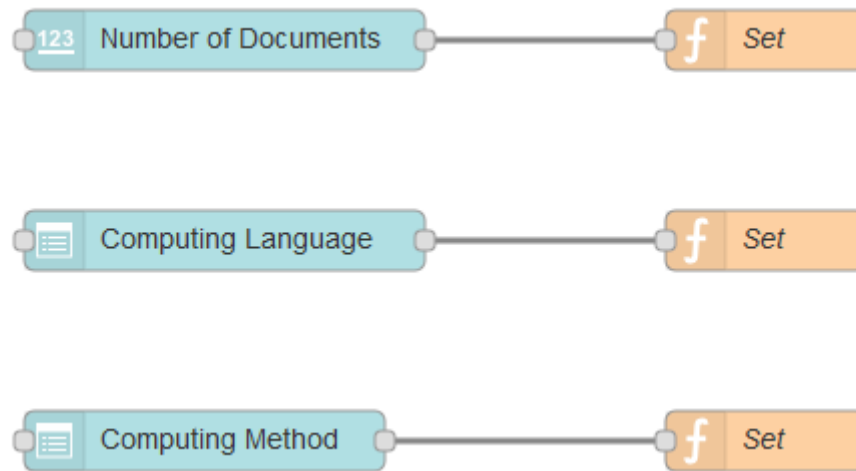 123 Number of Documents Set
Computing Language Set
Computing Method Set